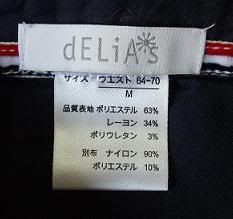 dELiA*s
サイズ ウエスト 64-70
M
品質表地 ポリエステル 63%
レーヨン 34%
ポリウレタン 3%
別布 ナイロン 90%
ポリエステル 10%